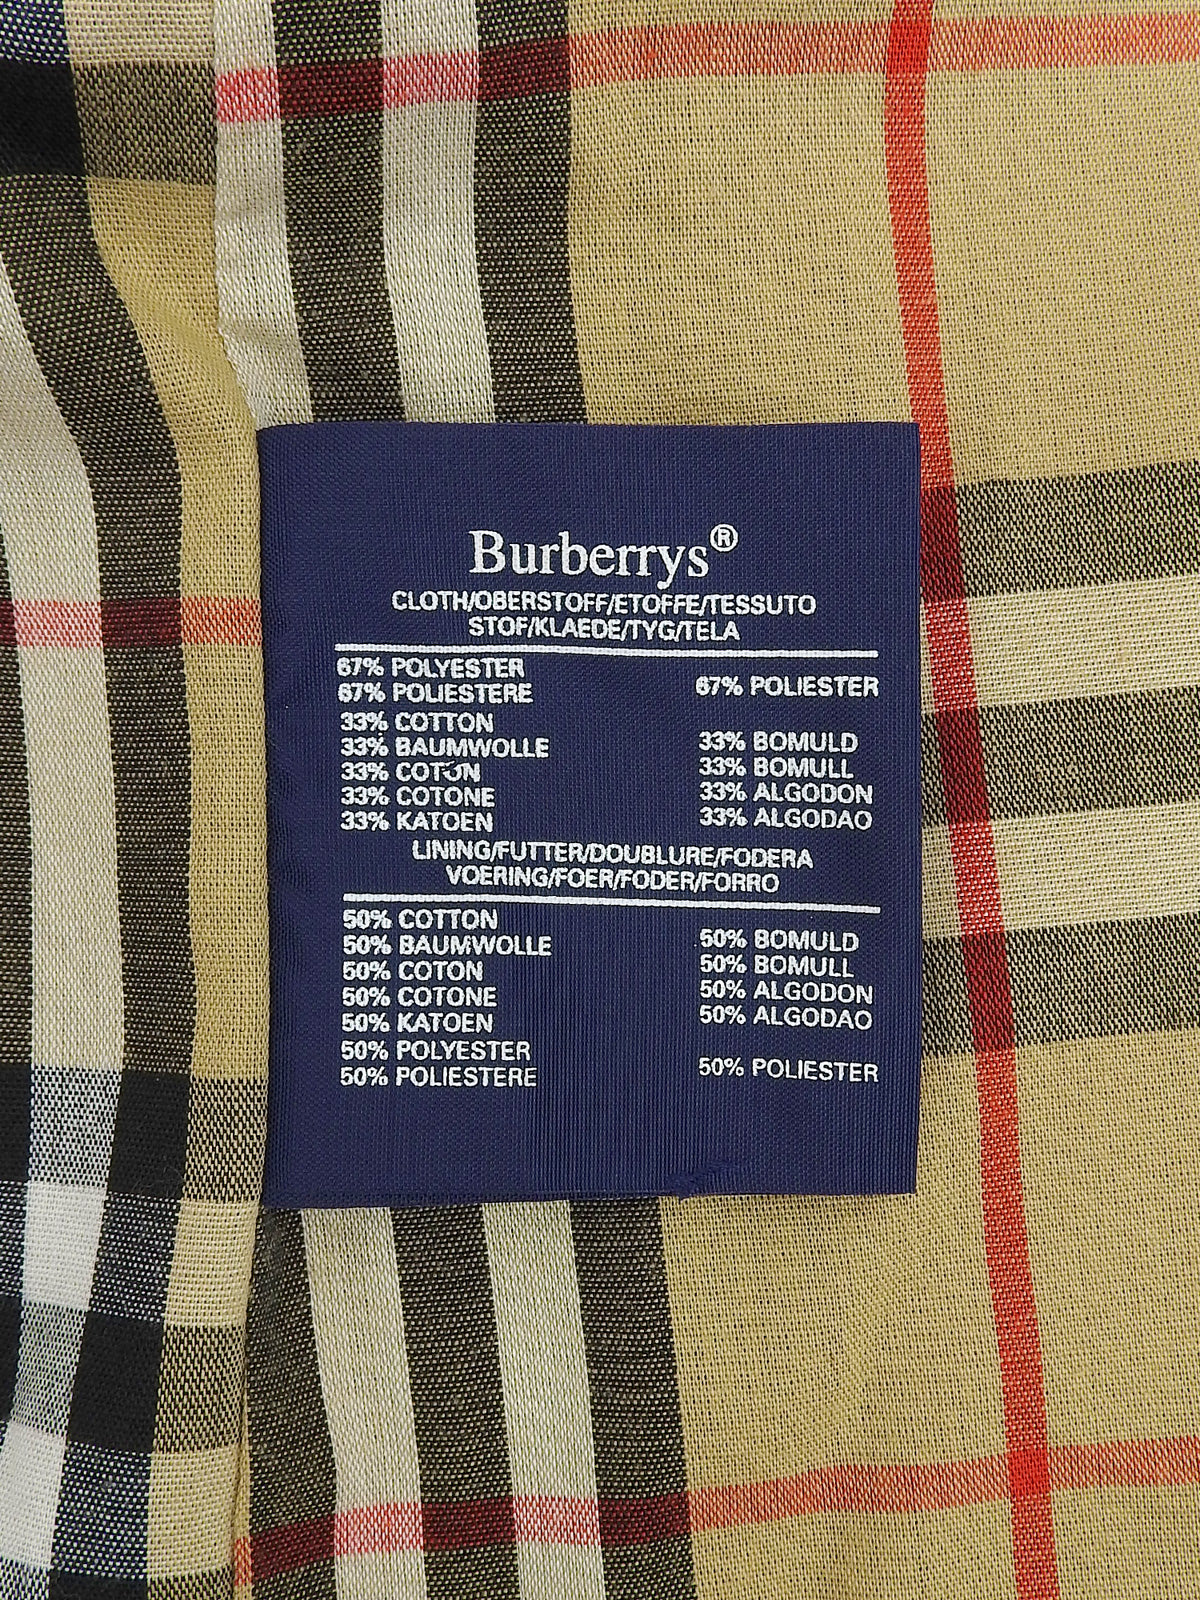 Burberrys®
CLOTH/OBERSTOFF/ETOFFE/TESSUTO
STOF/KLAEDE/TYG/TELA
67% POLYESTER
67% POLIESTERE
67% POLIESTER
33% COTTON
33% BAUMWOLLE
33% COTON
33% COTONE
33% KATOEN
33% BOMULD
33% BOMULL
33% ALGODON
33% ALGODAO
LINING/FUTTER/DOUBLURE/FODERA
VOERING/FOER/FODER/FORRO
50% COTTON
50% BAUMWOLLE
50% COTON
50% COTONE
50% KATOEN
50% BOMULD
50% BOMULL
50% ALGODON
50% ALGODAO
50% POLYESTER
50% POLIESTERE
50% POLIESTER